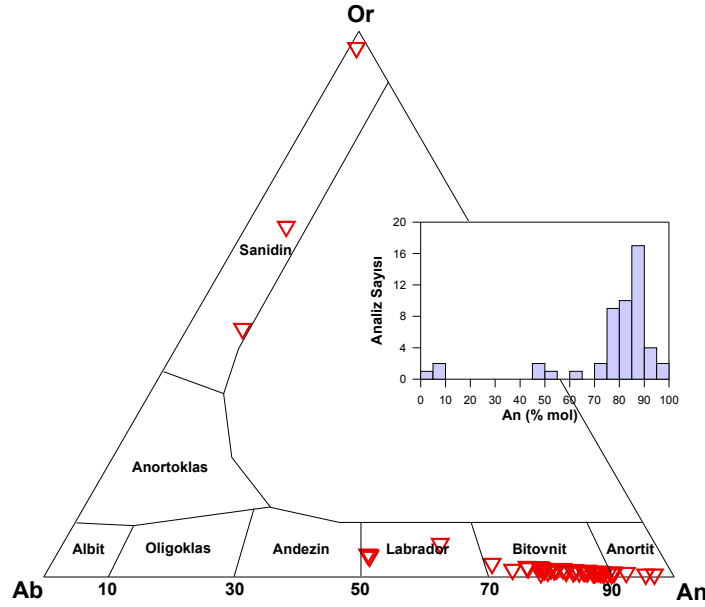 Or
Sanidin
20
16
12
8
4
0
Analiz Sayısı
0 10 20 30 40 50 60 70 80 90 100
An (% mol)
Anortoklas
Albit Oligoklas Andezin Labrador Bitovnit Anortit
Ab 10 30 50 70 90 An